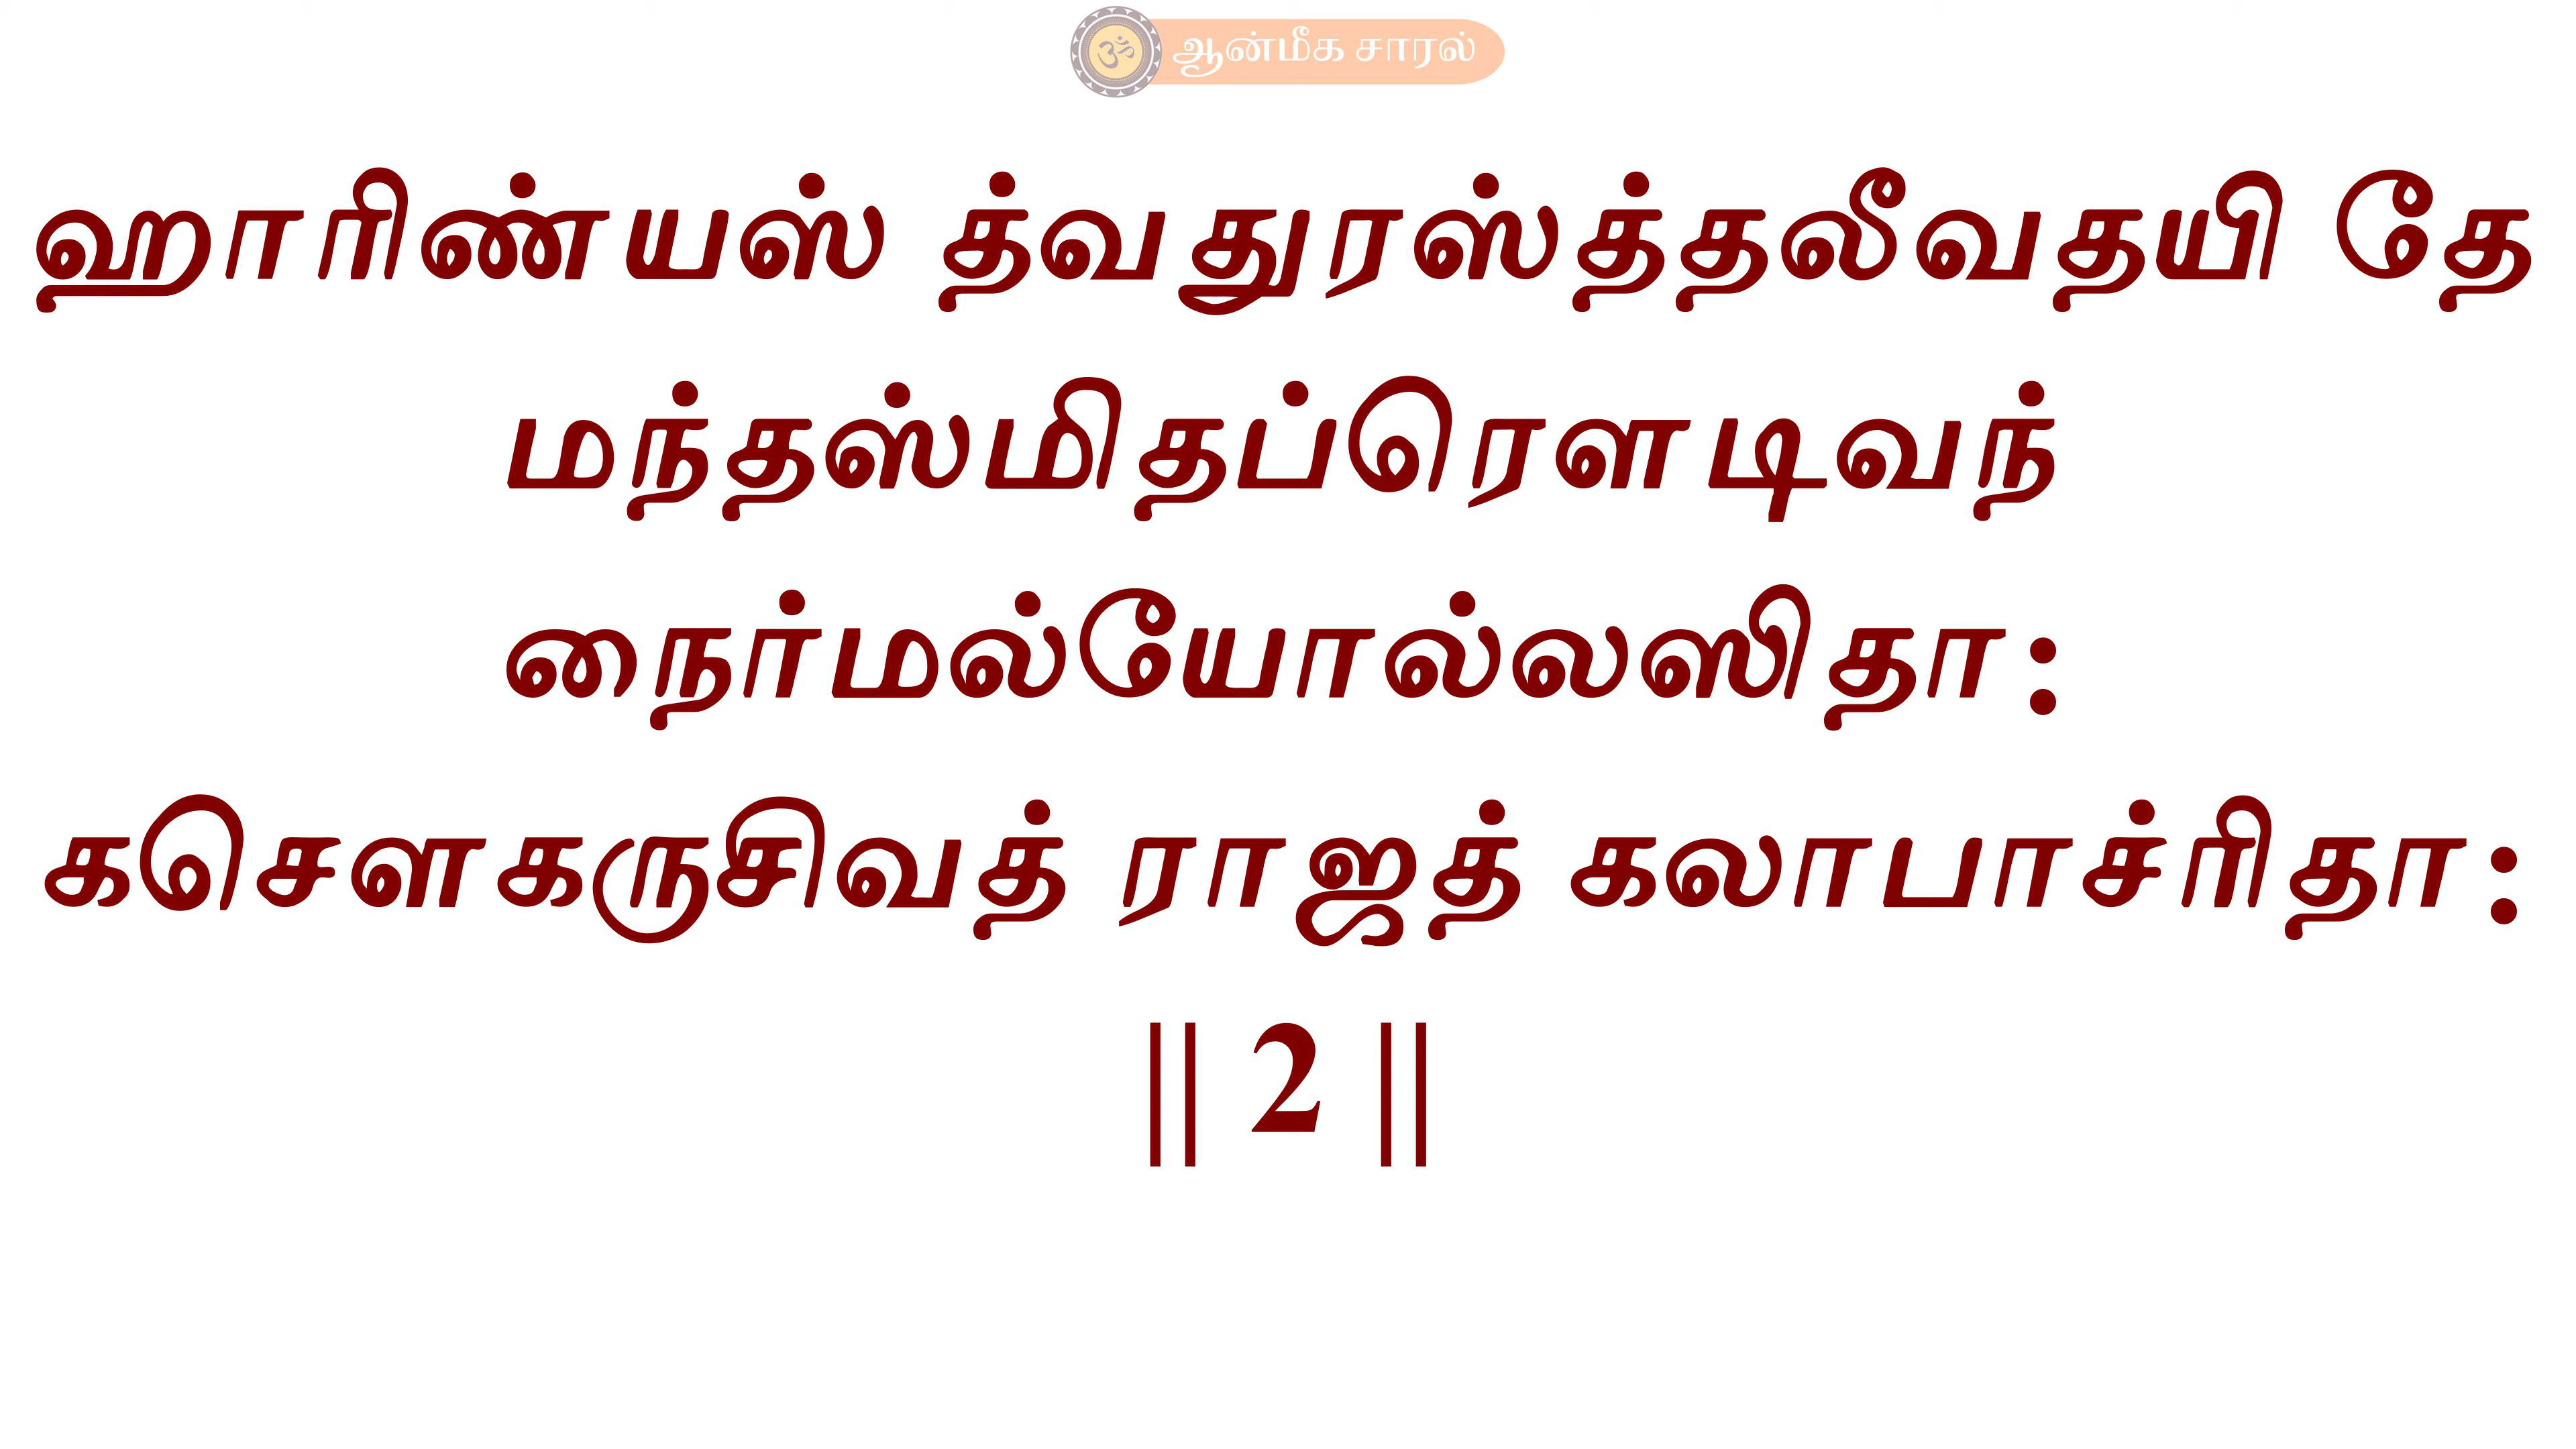 ஆன்மீக சாரல்
ஹாரிண்யஸ் த்வதுரஸ்த்தலீவதயி தே
மந்தஸ்மிதப்ரௌடிவந்
நைர்மல்யோல்லஸிதா:
கசௌகருசிவத் ராஜத் கலாபாச்ரிதா:
|| 2 ||